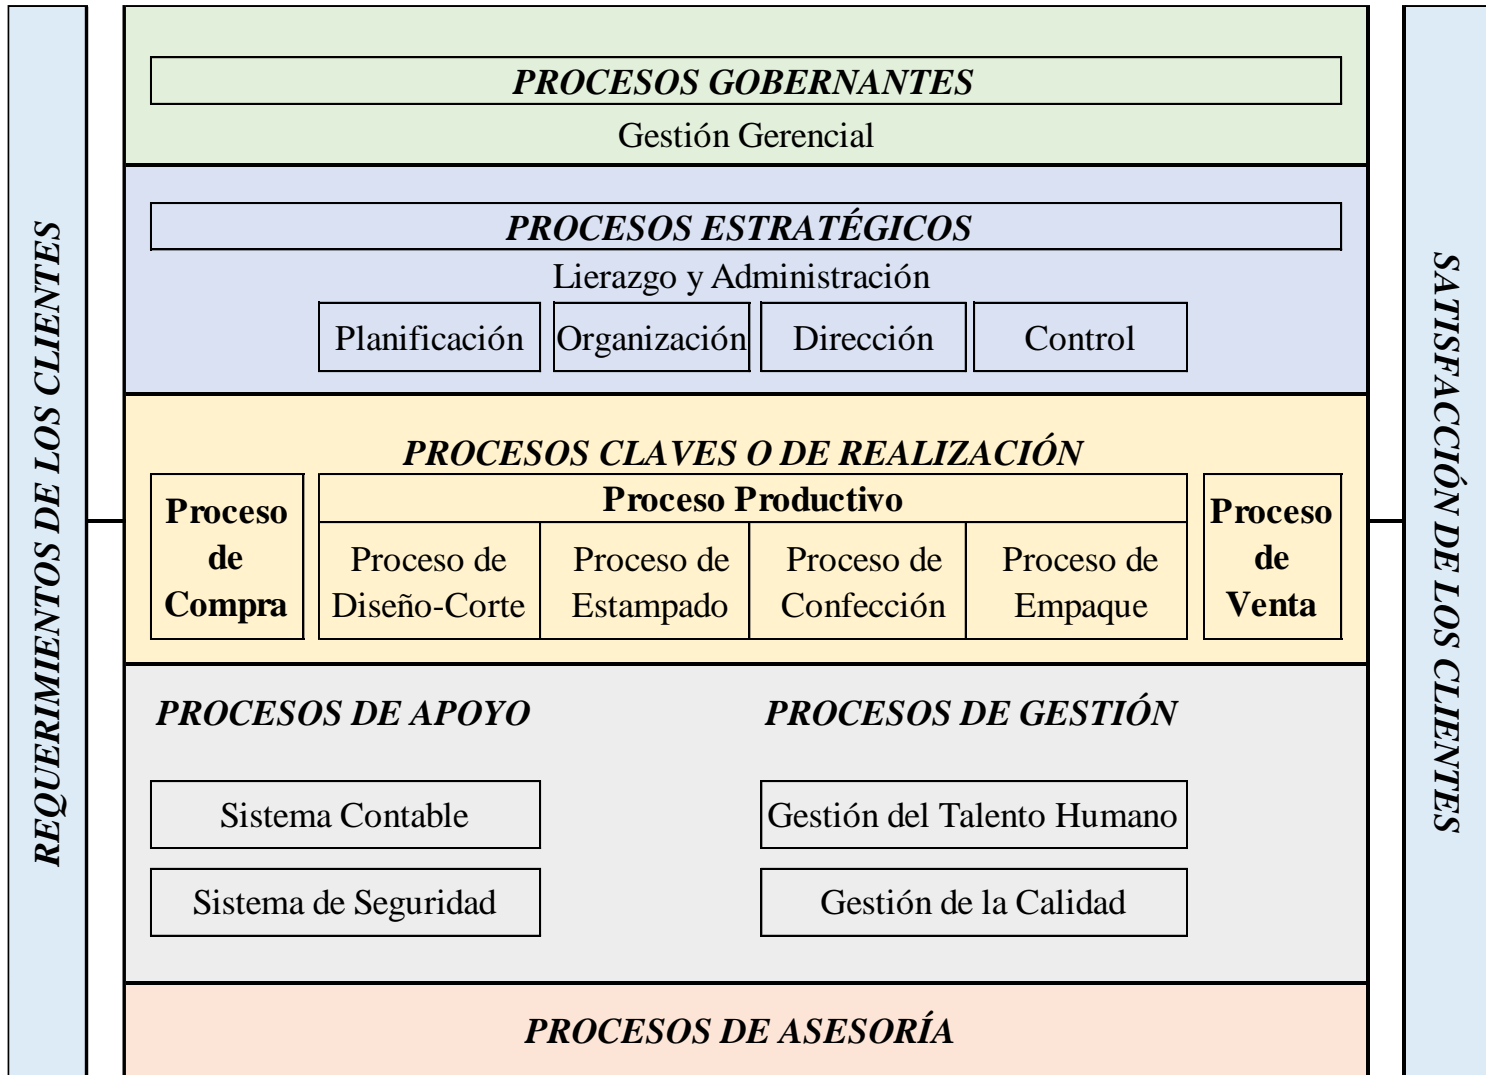 REQUERIMIENTOS DE LOS CLIENTES
PROCESOS GOBERNANTES
Gestión Gerencial
PROCESOS ESTRATÉGICOS
Lierazgo y Administración
Planificación
Organización
Dirección
Control
PROCESOS CLAVES O DE REALIZACIÓN
Proceso
de
Compra
Proceso Productivo
Proceso de
Diseño-Corte
Proceso de
Estampado
Proceso de
Confección
Proceso de
Empaque
Proceso
de
Venta
PROCESOS DE APOYO
Sistema Contable
Sistema de Seguridad
PROCESOS DE GESTIÓN
Gestión del Talento Humano
Gestión de la Calidad
PROCESOS DE ASESORÍA
SATISFACCIÓN DE LOS CLIENTES